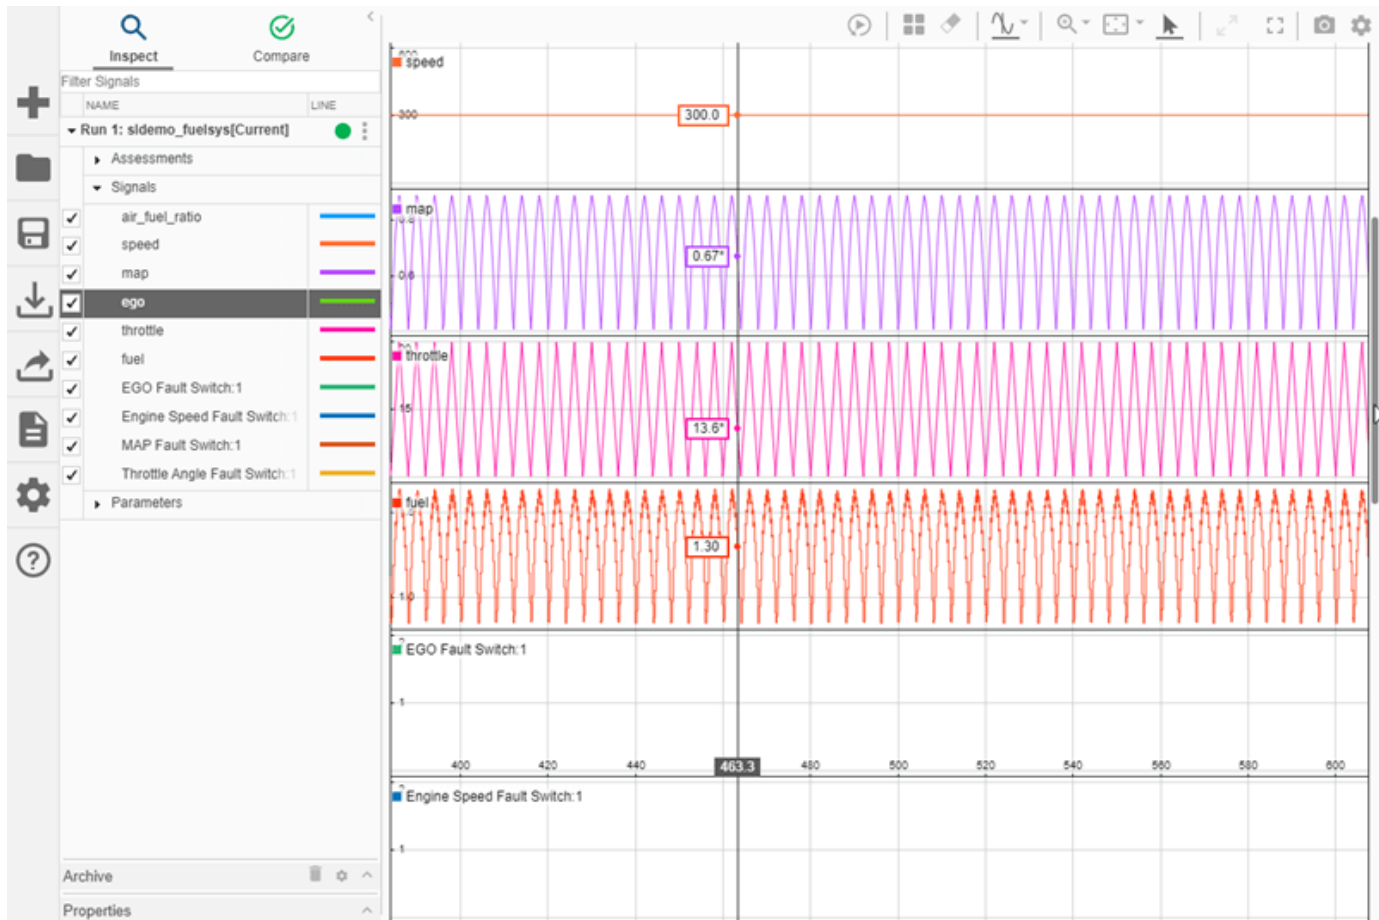 Inspect
Compare
Filter Signals
NAME
LINE
Run 1: sldemo_fuelsys[Current]
Assessments
Signals
air_fuel_ratio
speed
map
ego
throttle
fuel
EGO Fault Switch:1
Engine Speed Fault Switch:1
MAP Fault Switch:1
Throttle Angle Fault Switch:1
Parameters
Archive
Properties
speed
300
300.0
map
0.67*
0.6
throttle
15
13.6*
fuel
1.30
1.0
EGO Fault Switch:1
1
400
420
440
463.3
480
500
520
540
560
580
600
Engine Speed Fault Switch:1
1